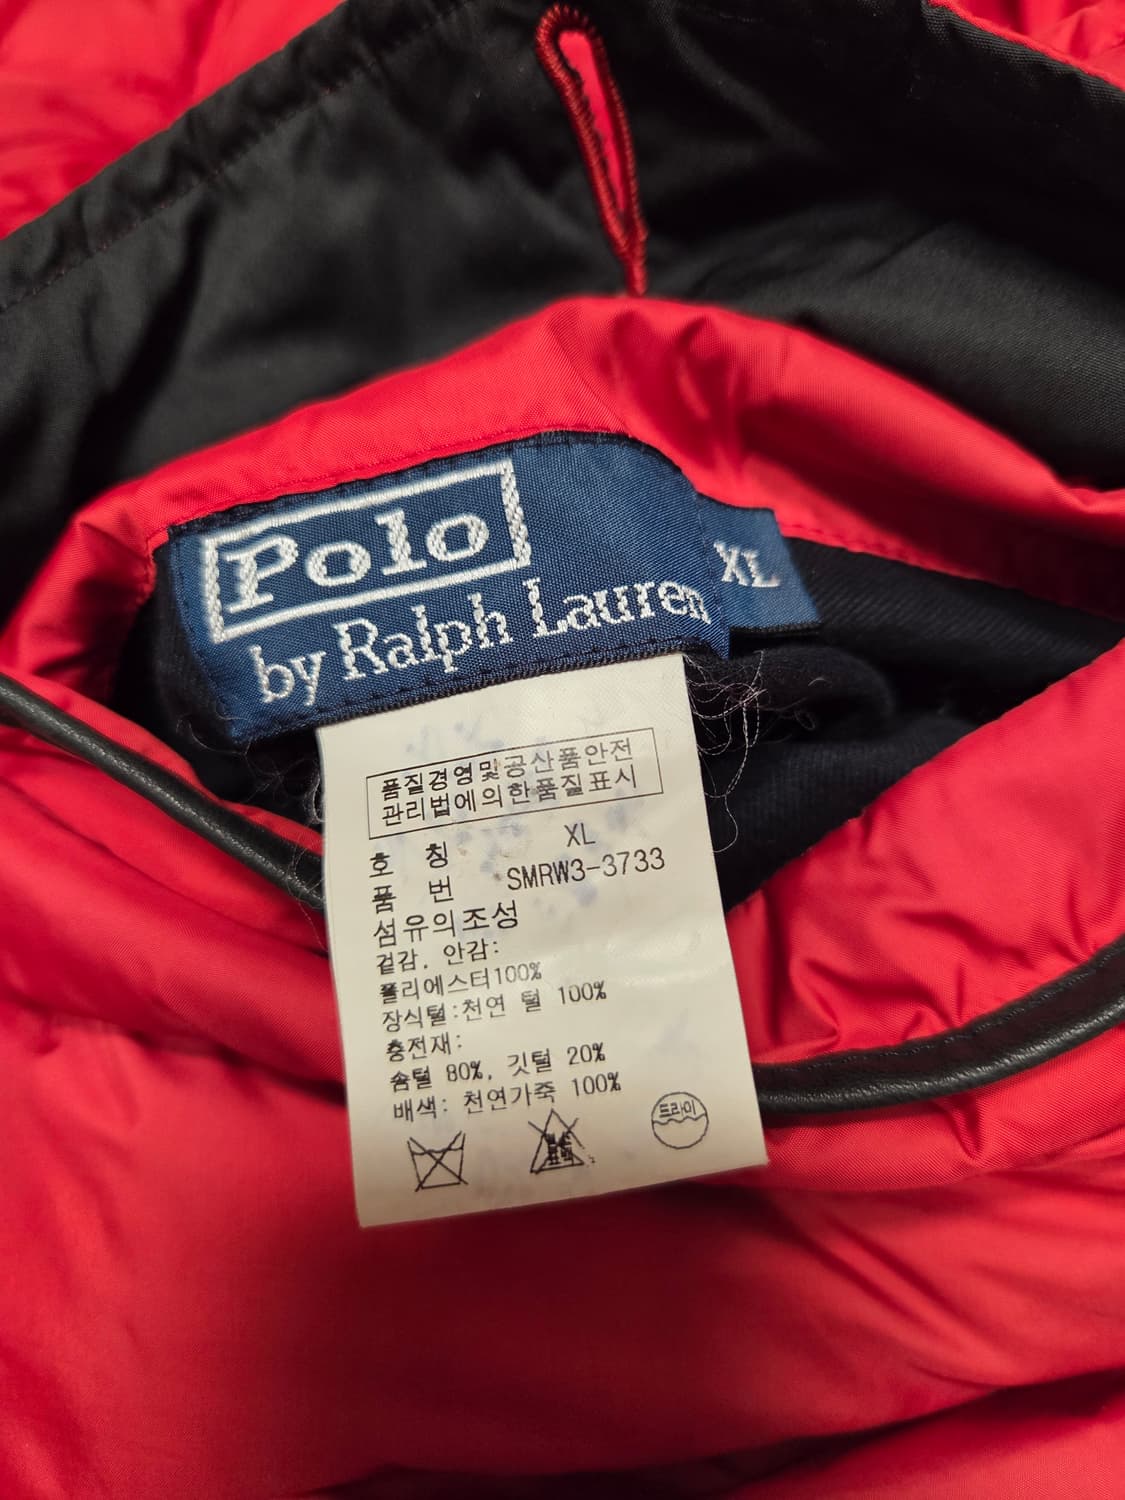 Polo
by Ralph Lauren
XL
품질경영및공산품안전
관리법에의한품질표시
호 칭 XL
품 번 SMRW3-3733
섬유의조성
겉감, 안감:
폴리에스터100%
장식털:천연 털 100%
충전재:
솜털 80%, 깃털 20%
배색: 천연가죽 100%
드라이